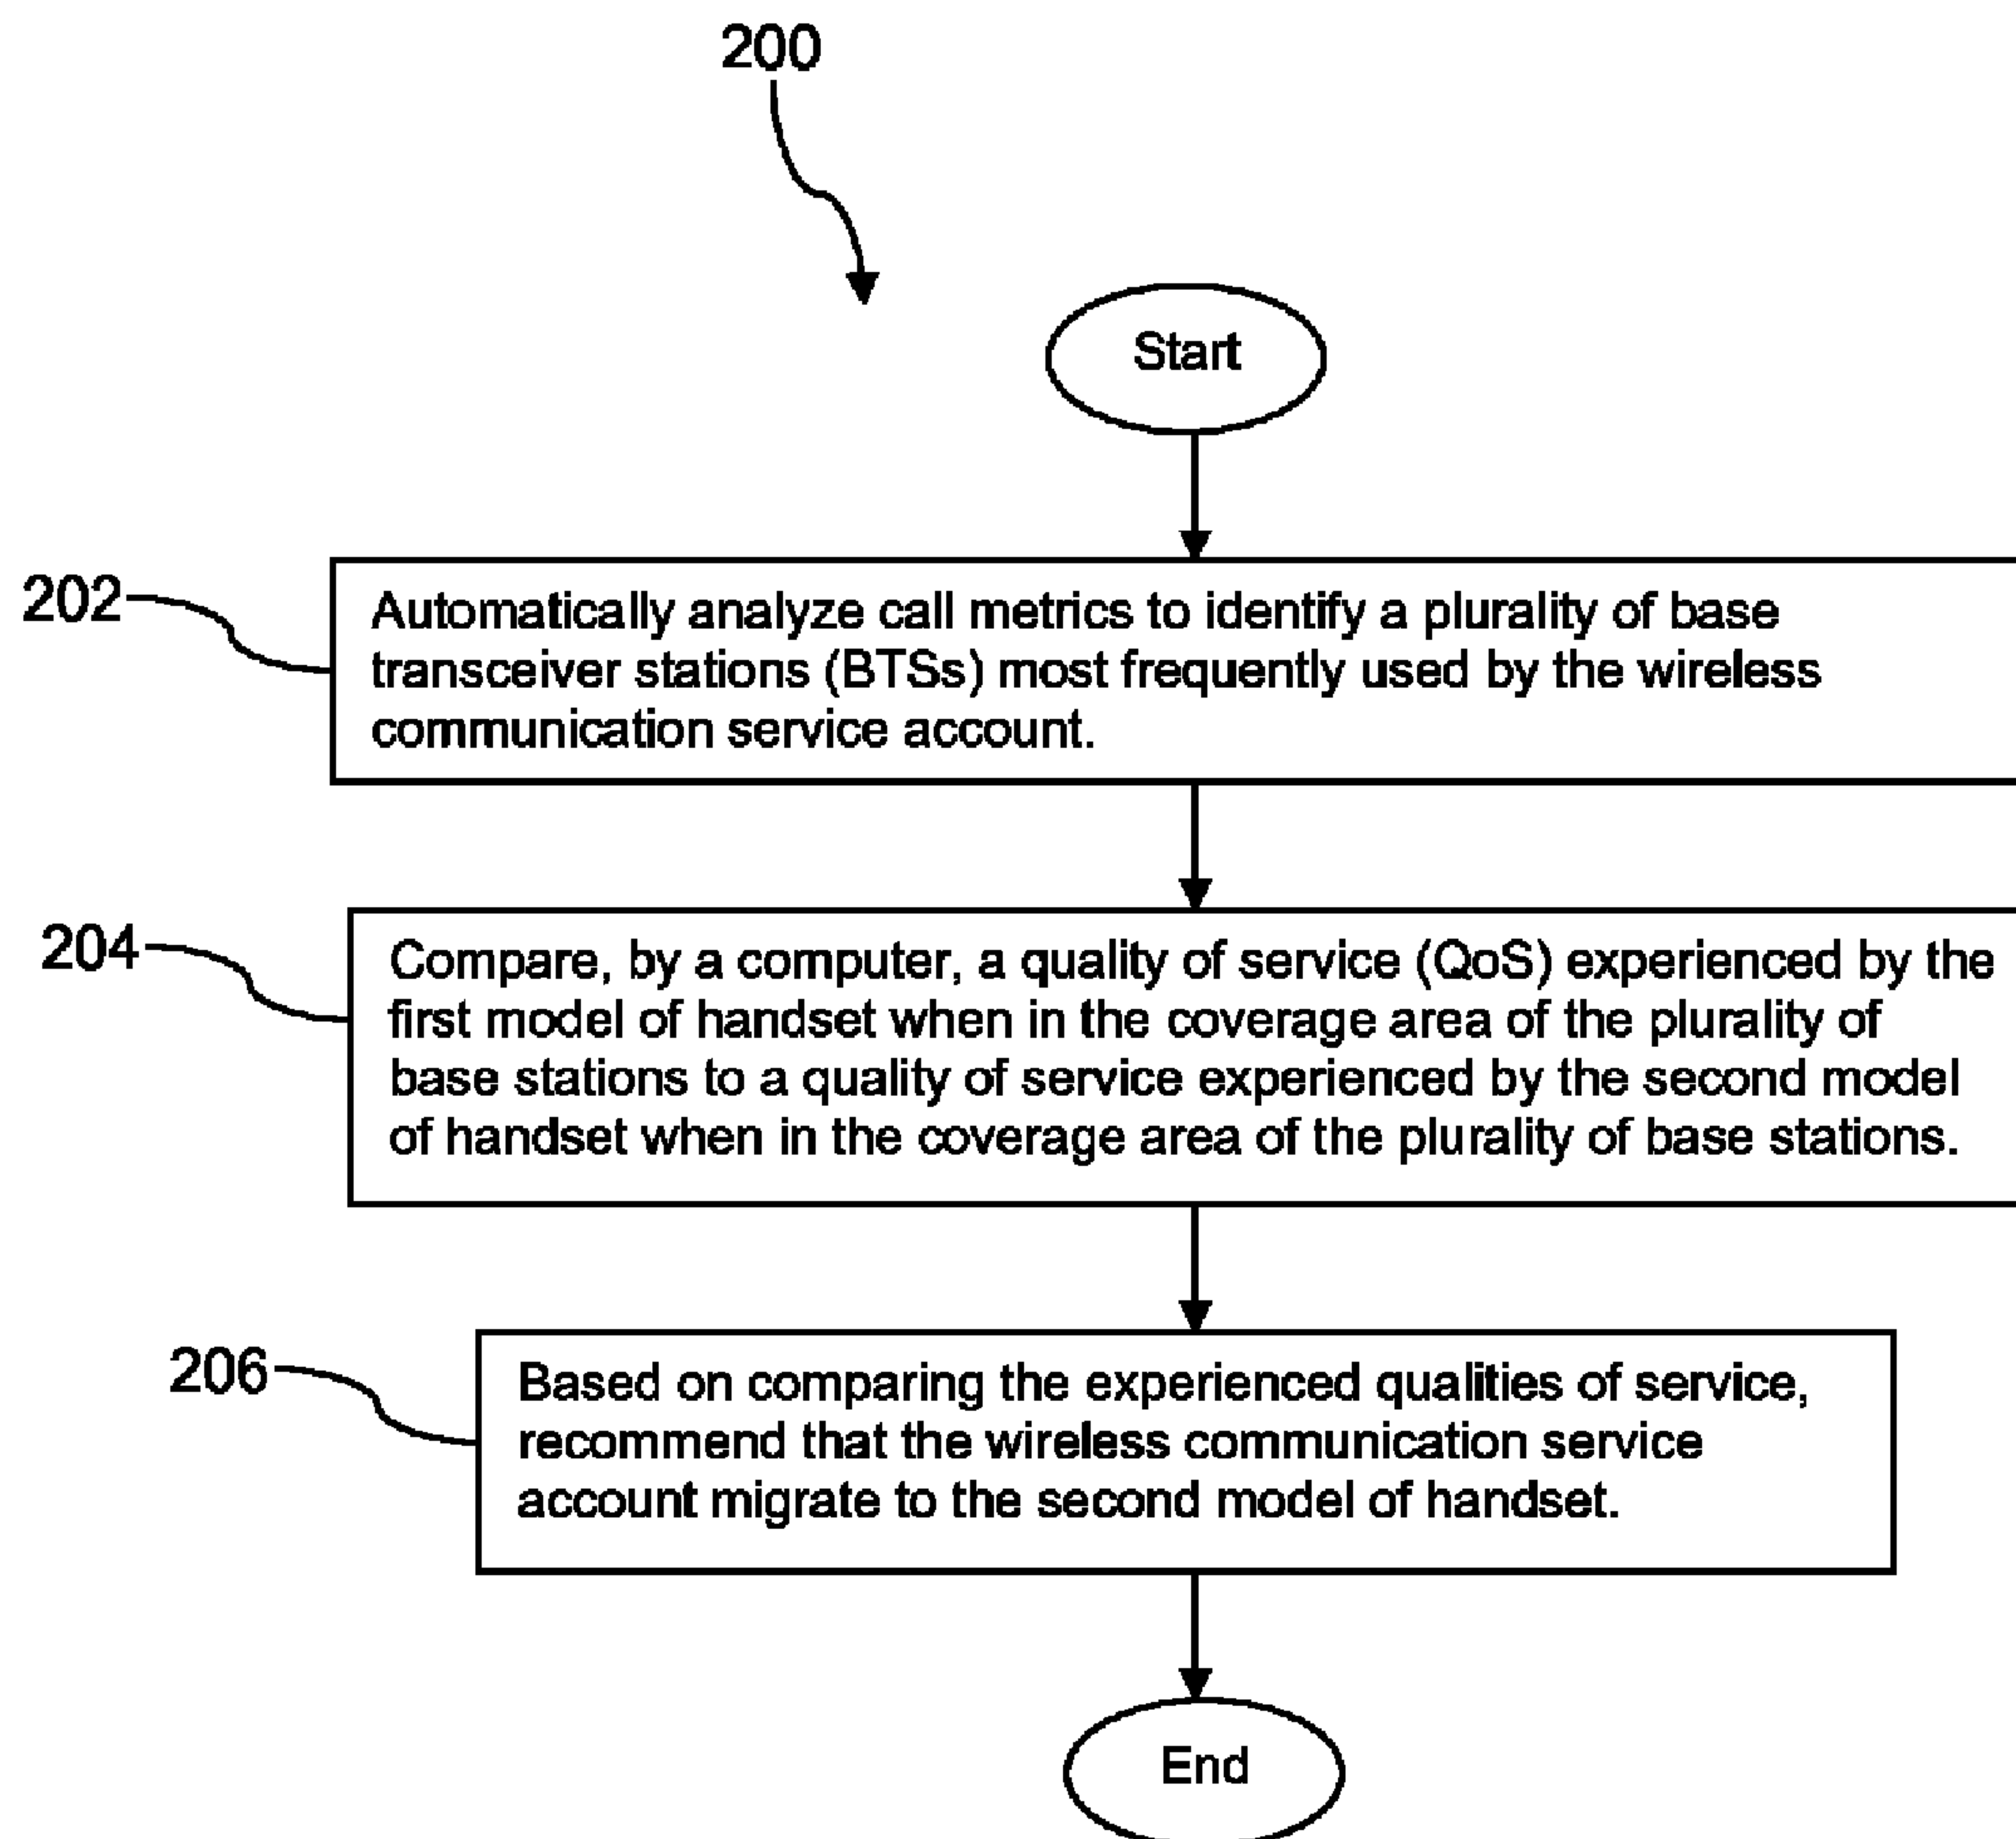 200
Start
202
Automatically analyze call metrics to identify a plurality of base
transceiver stations (BTSs) most frequently used by the wireless
communication service account.
204
Compare, by a computer, a quality of service (QoS) experienced by the
first model of handset when in the coverage area of the plurality of
base stations to a quality of service experienced by the second model
of handset when in the coverage area of the plurality of base stations.
206
Based on comparing the experienced qualities of service,
recommend that the wireless communication service
account migrate to the second model of handset.
End